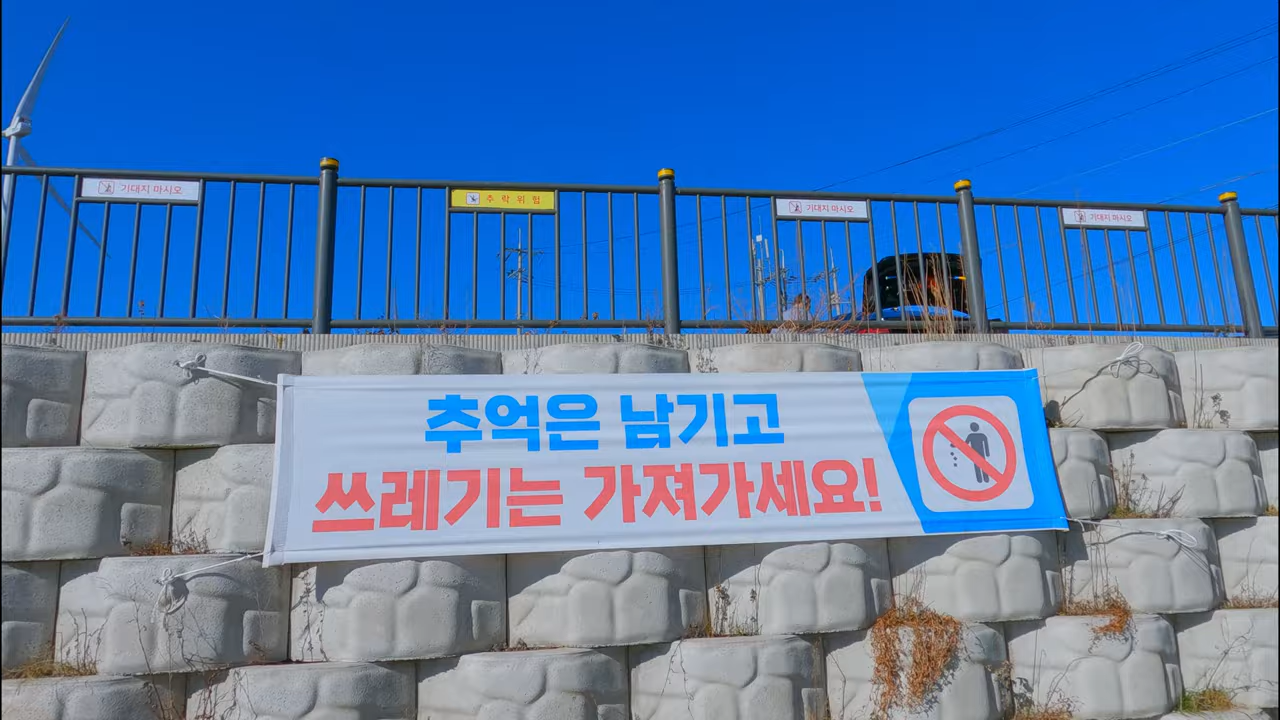 기대지 마시오
추락위험
기대지 마시오
기대지 마시오
추억은 남기고
쓰레기는 가져가세요!